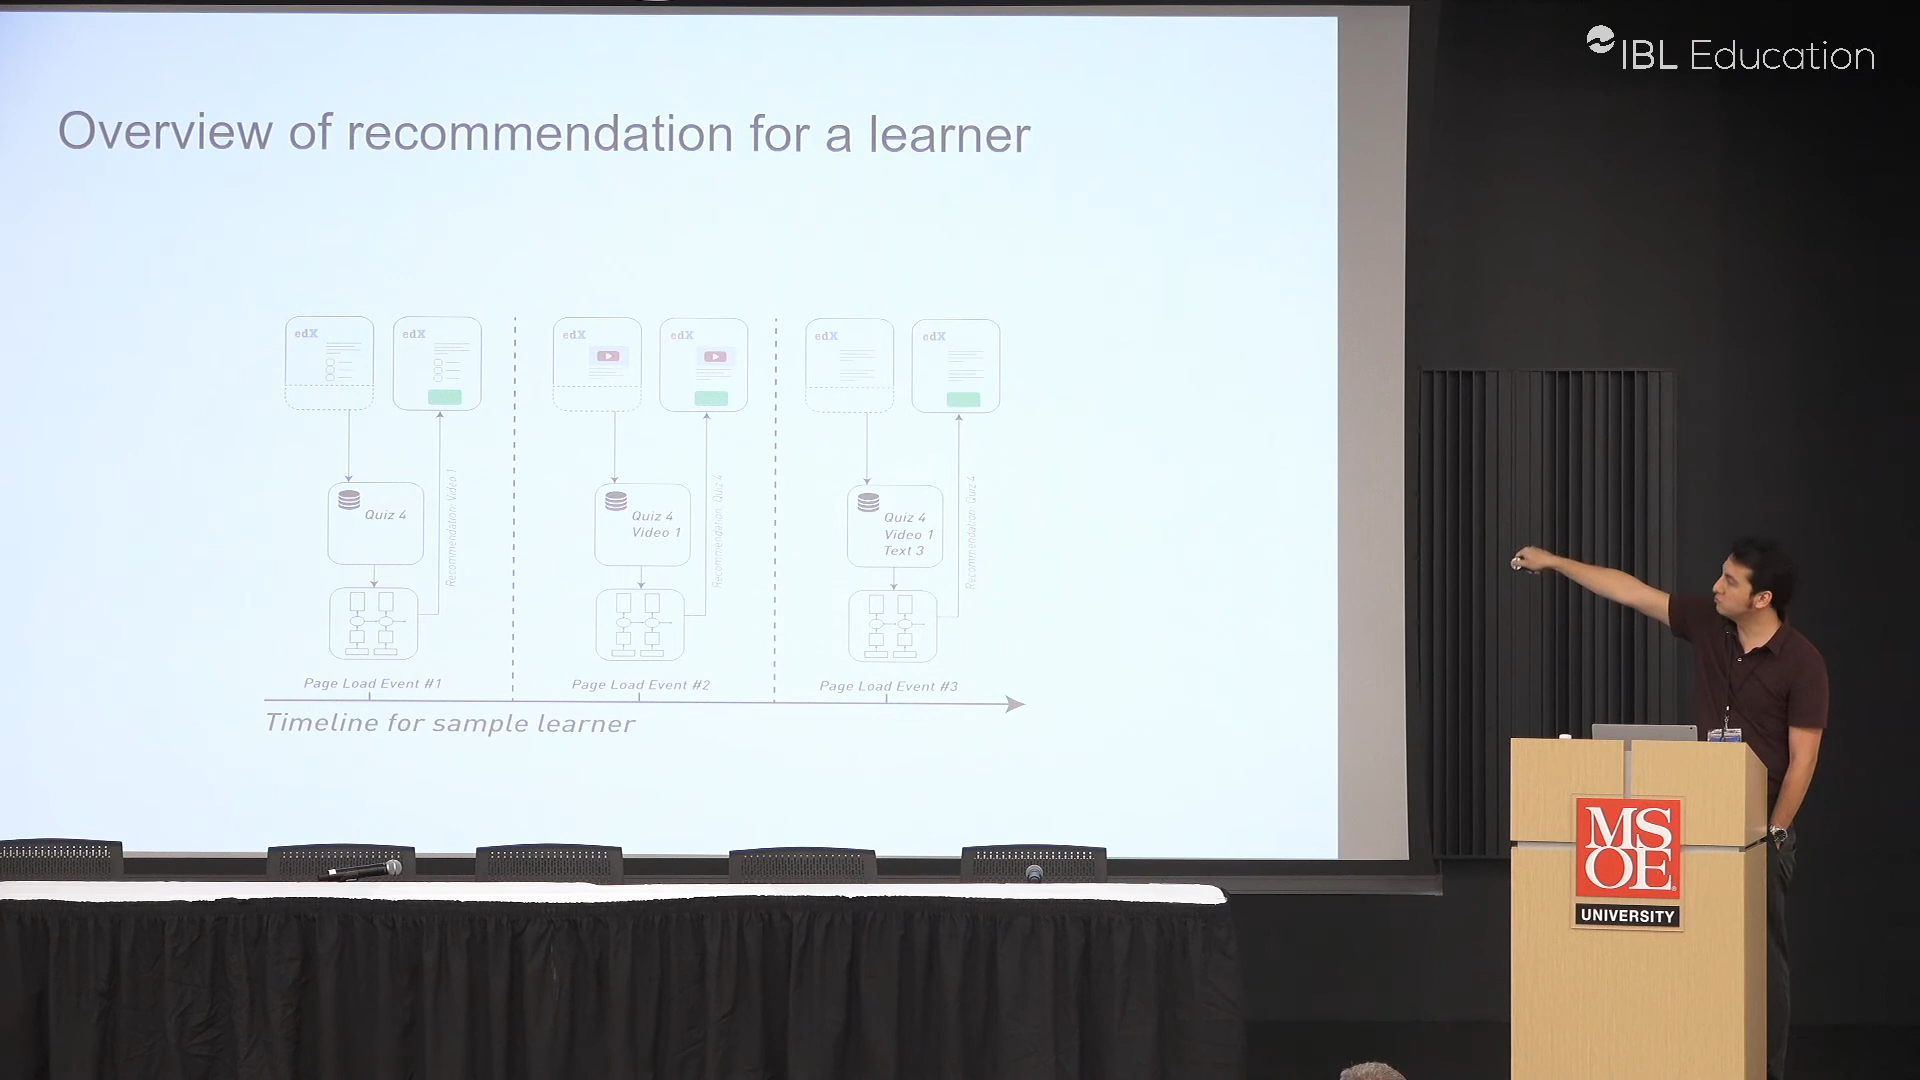 IBL Education
Overview of recommendation for a learner
edX
edX
edX
edX
edX
edX
Quiz 4
Recommendation: Video 1
Quiz 4
Video 1
Recommendation: Quiz 4
Quiz 4
Video 1
Text 3
Recommendation: Quiz 4
Page Load Event #1
Page Load Event #2
Page Load Event #3
Timeline for sample learner
MS
OE
UNIVERSITY